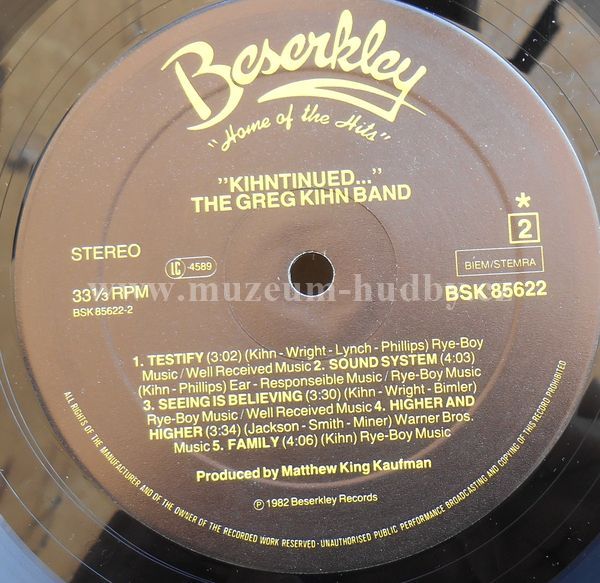 Beserkley
"Home of the Hits"
"KIHNTINUED..."
THE GREG KIHN BAND
*
2
STEREO
LC -4589
BIEM/STEMRA
33⅓ RPM
BSK 85622
BSK 85622-2
www.muzeum-hudby.cz
1. TESTIFY (3:02) (Kihn - Wright - Lynch - Phillips) Rye-Boy
Music / Well Received Music 2. SOUND SYSTEM (4:03)
(Kihn - Phillips) Ear - Responseible Music / Rye-Boy Music
3. SEEING IS BELIEVING (3:30) (Kihn - Wright - Bimler)
Rye-Boy Music / Well Received Music 4. HIGHER AND
HIGHER (3:34) (Jackson - Smith - Miner) Warner Bros.
Music 5. FAMILY (4:06) (Kihn) Rye-Boy Music
Produced by Matthew King Kaufman
℗ 1982 Beserkley Records
ALL RIGHTS OF THE MANUFACTURER AND OF THE OWNER OF THE RECORDED WORK RESERVED - UNAUTHORISED PUBLIC PERFORMANCE BROADCASTING AND COPYING OF THIS RECORD PROHIBITED